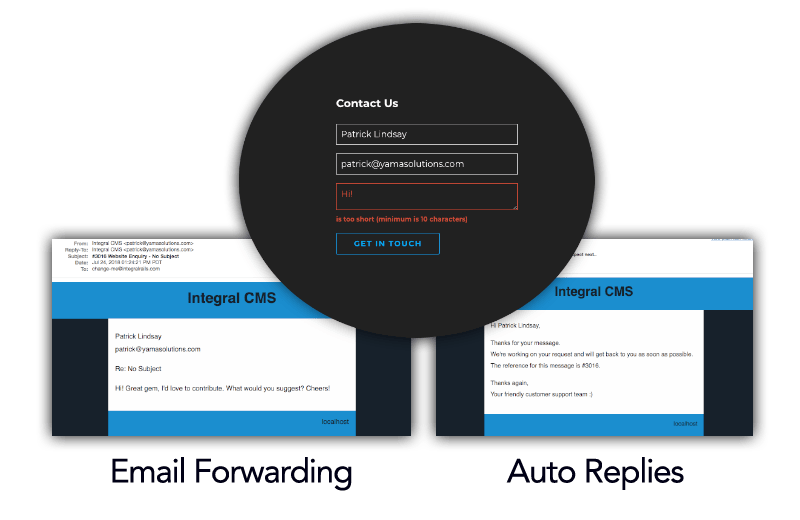 Contact Us
Patrick Lindsay
patrick@yamasolutions.com
Hi!
is too short (minimum is 10 characters)
GET IN TOUCH
From: Integral CMS <patrick@yamasolutions.com>
Reply-To: Integral CMS <patrick@yamasolutions.com>
Subject: #3016 Website Enquiry - No Subject
Date: Jul 24, 2016 01:24:21 PM PDT
To: change-me@integralrails.com
Integral CMS
Patrick Lindsay
patrick@yamasolutions.com
Re: No Subject
Hi! Great gem, I'd love to contribute. What would you suggest? Cheers!
localhost
Integral CMS
Hi Patrick Lindsay,
Thanks for your message.
We're working on your request and will get back to you as soon as possible.
The reference for this message is #3016.
Thanks again,
Your friendly customer support team :)
localhost
Email Forwarding
Auto Replies